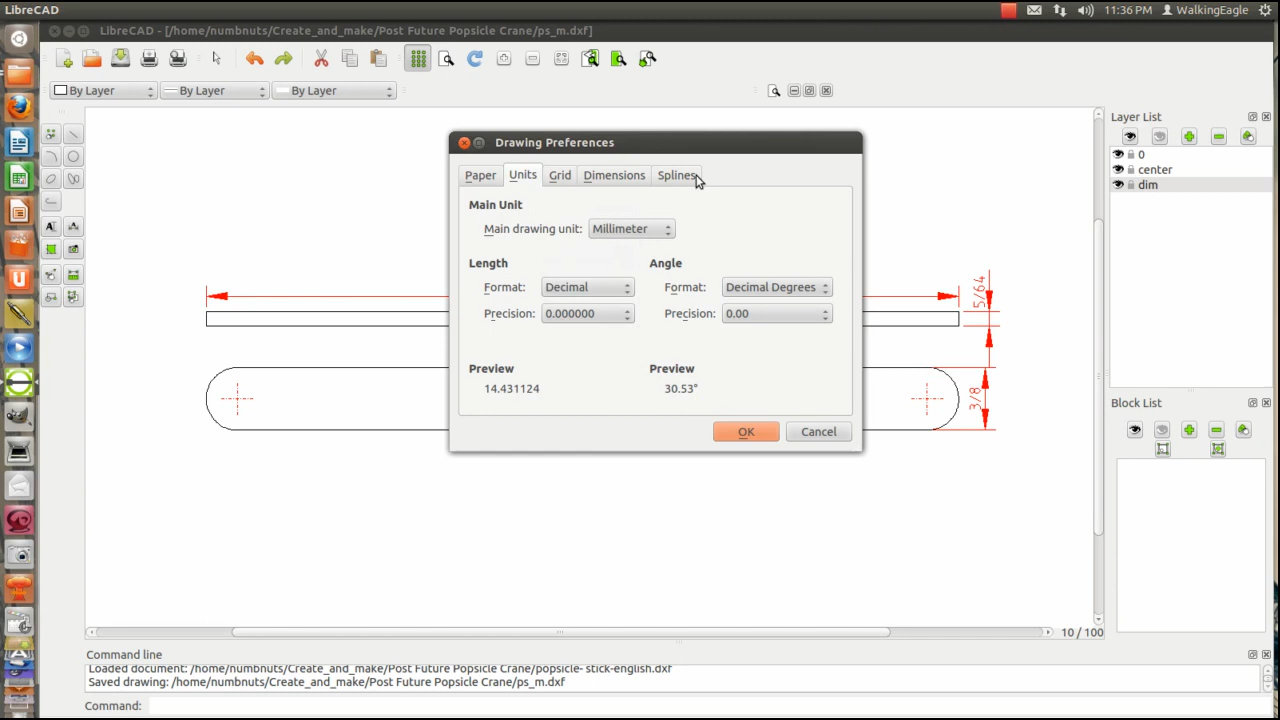 LibreCAD
11:36 PM
WalkingEagle
LibreCAD - [/home/numbnuts/Create_and_make/Post Future Popsicle Crane/ps_m.dxf]
By Layer
By Layer
By Layer
Layer List
0
center
dim
Drawing Preferences
Paper
Units
Grid
Dimensions
Splines
Main Unit
Main drawing unit:
Millimeter
Length
Angle
Format:
Decimal
Format:
Decimal Degrees
Precision:
0.000000
Precision:
0.00
Preview
Preview
14.431124
30.53°
OK
Cancel
5/64
3/8
Block List
10 / 100
Command line
Loaded document: /home/numbnuts/Create_and_make/Post Future Popsicle Crane/popsicle- stick-english.dxf
Saved drawing: /home/numbnuts/Create_and_make/Post Future Popsicle Crane/ps_m.dxf
Command: